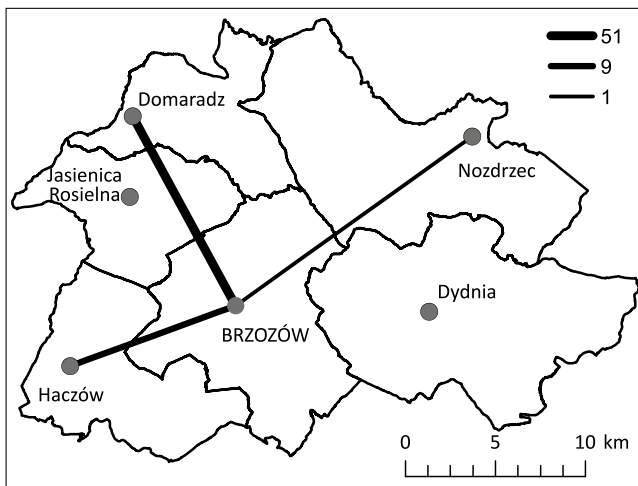 51
9
1
Domaradz
Jasienica
Rosielna
Nozdrzec
Dydnia
BRZOZÓW
Haczów
0 5 10 km